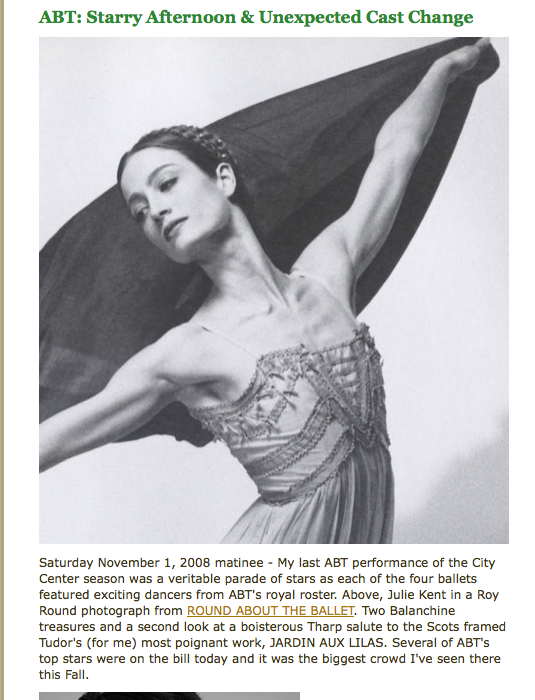 ABT: Starry Afternoon & Unexpected Cast Change
Saturday November 1, 2008 matinee - My last ABT performance of the City
Center season was a veritable parade of stars as each of the four ballets
featured exciting dancers from ABT's royal roster. Above, Julie Kent in a Roy
Round photograph from ROUND ABOUT THE BALLET. Two Balanchine
treasures and a second look at a boisterous Tharp salute to the Scots framed
Tudor's (for me) most poignant work, JARDIN AUX LILAS. Several of ABT's
top stars were on the bill today and it was the biggest crowd I've seen there
this Fall.